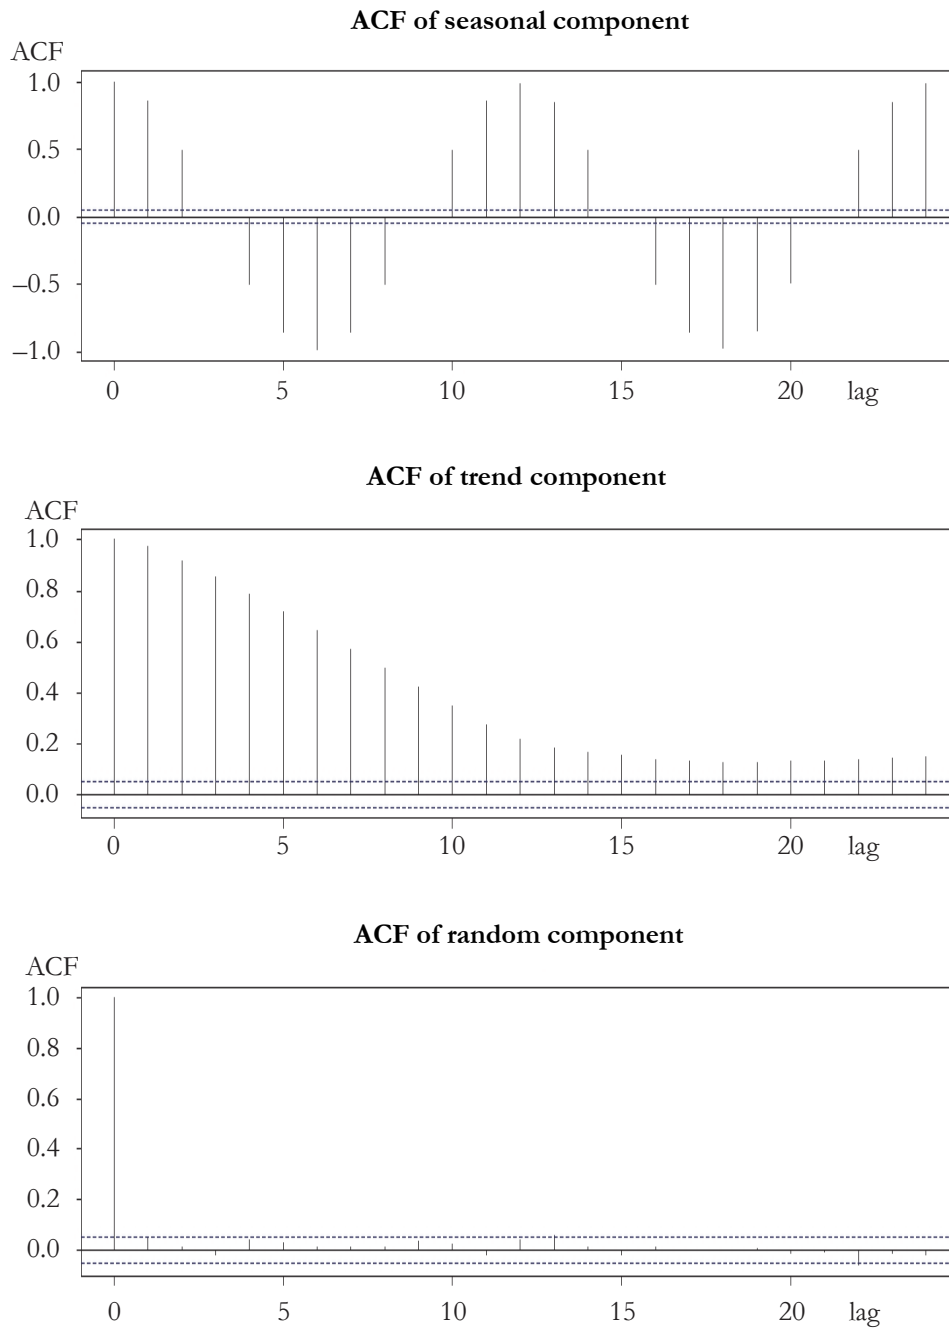 ACF of seasonal component
ACF
1.0
0.5
0.0
–0.5
–1.0
0 5 10 15 20 lag
ACF of trend component
ACF
1.0
0.8
0.6
0.4
0.2
0.0
0 5 10 15 20 lag
ACF of random component
ACF
1.0
0.8
0.6
0.4
0.2
0.0
0 5 10 15 20 lag